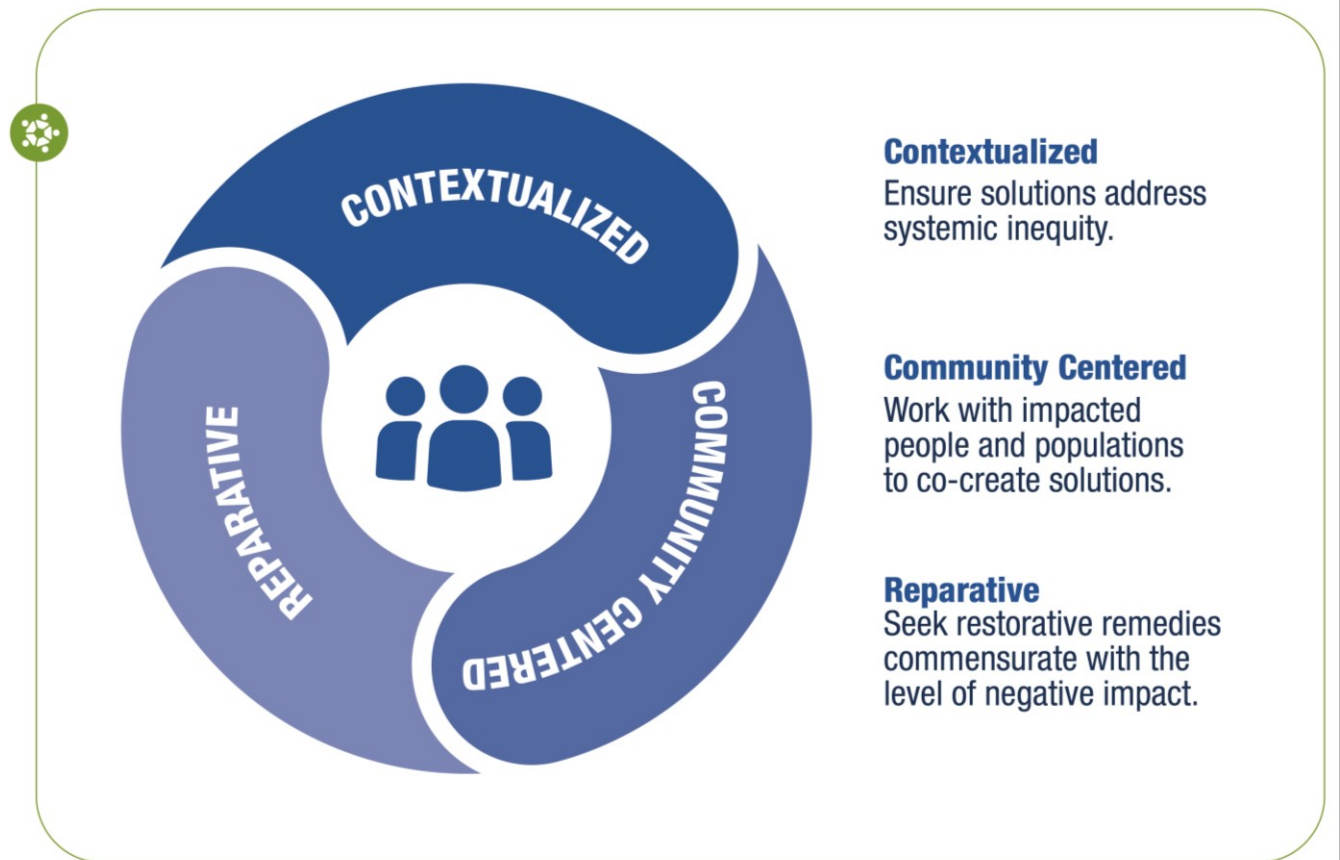 CONTEXTUALIZED
COMMUNITY CENTERED
REPARATIVE
Contextualized
Ensure solutions address
systemic inequity.
Community Centered
Work with impacted
people and populations
to co-create solutions.
Reparative
Seek restorative remedies
commensurate with the
level of negative impact.